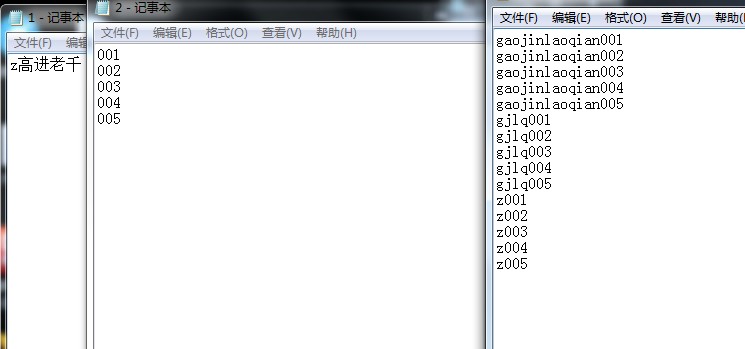 1 - 记事本
文件(F) 编辑
z高进老千
2 - 记事本
文件(F) 编辑(E) 格式(O) 查看(V) 帮助(H)
001
002
003
004
005
文件(F) 编辑(E) 格式(O) 查看(V) 帮助(H
gaojinlaoqian001
gaojinlaoqian002
gaojinlaoqian003
gaojinlaoqian004
gaojinlaoqian005
gjlq001
gjlq002
gjlq003
gjlq004
gjlq005
z001
z002
z003
z004
z005